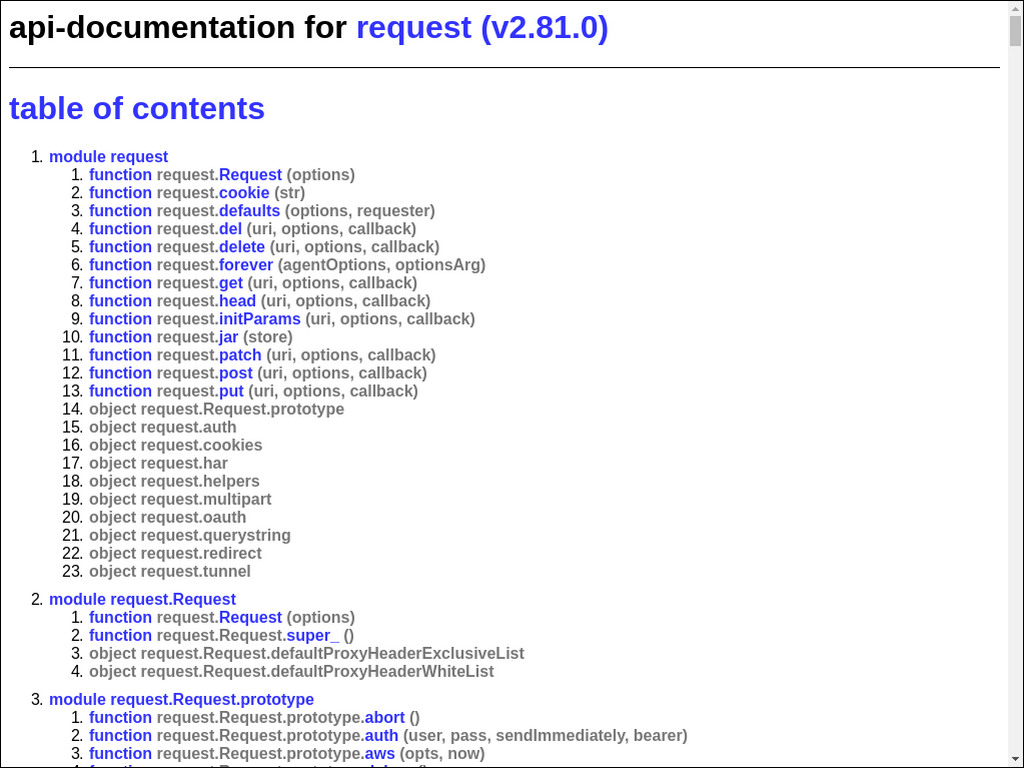 api-documentation for request (v2.81.0)
table of contents
1. module request
1. function request.Request (options)
2. function request.cookie (str)
3. function request.defaults (options, requester)
4. function request.del (uri, options, callback)
5. function request.delete (uri, options, callback)
6. function request.forever (agentOptions, optionsArg)
7. function request.get (uri, options, callback)
8. function request.head (uri, options, callback)
9. function request.initParams (uri, options, callback)
10. function request.jar (store)
11. function request.patch (uri, options, callback)
12. function request.post (uri, options, callback)
13. function request.put (uri, options, callback)
14. object request.Request.prototype
15. object request.auth
16. object request.cookies
17. object request.har
18. object request.helpers
19. object request.multipart
20. object request.oauth
21. object request.querystring
22. object request.redirect
23. object request.tunnel
2. module request.Request
1. function request.Request (options)
2. function request.Request.super_ ()
3. object request.Request.defaultProxyHeaderExclusiveList
4. object request.Request.defaultProxyHeaderWhiteList
3. module request.Request.prototype
1. function request.Request.prototype.abort ()
2. function request.Request.prototype.auth (user, pass, sendImmediately, bearer)
3. function request.Request.prototype.aws (opts, now)